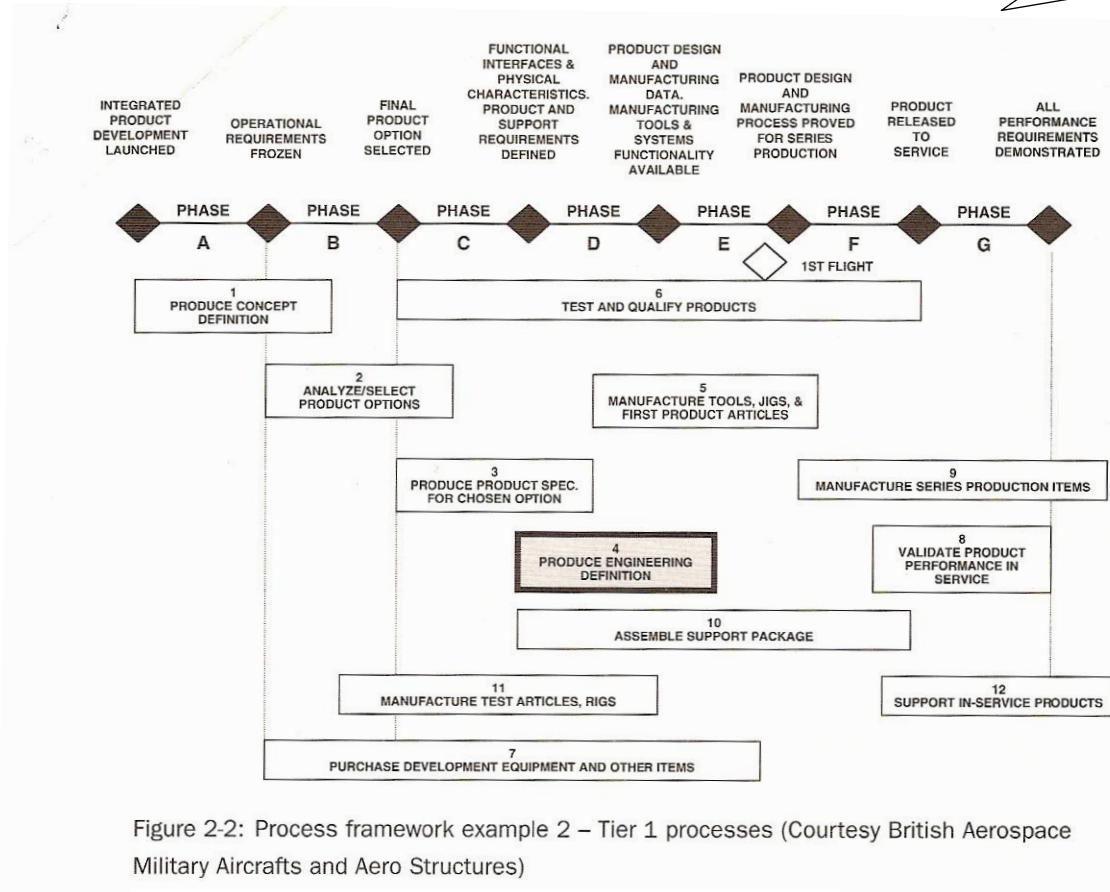 INTEGRATED
PRODUCT
DEVELOPMENT
LAUNCHED
OPERATIONAL
REQUIREMENTS
FROZEN
FINAL
PRODUCT
OPTION
SELECTED
FUNCTIONAL
INTERFACES &
PHYSICAL
CHARACTERISTICS.
PRODUCT AND
SUPPORT
REQUIREMENTS
DEFINED
PRODUCT DESIGN
AND
MANUFACTURING
DATA.
MANUFACTURING
TOOLS &
SYSTEMS
FUNCTIONALITY
AVAILABLE
PRODUCT DESIGN
AND
MANUFACTURING
PROCESS PROVED
FOR SERIES
PRODUCTION
PRODUCT
RELEASED
TO
SERVICE
ALL
PERFORMANCE
REQUIREMENTS
DEMONSTRATED
PHASE
A
PHASE
B
PHASE
C
PHASE
D
PHASE
E
PHASE
F
PHASE
G
1ST FLIGHT
1
PRODUCE CONCEPT
DEFINITION
6
TEST AND QUALIFY PRODUCTS
2
ANALYZE/SELECT
PRODUCT OPTIONS
5
MANUFACTURE TOOLS, JIGS, &
FIRST PRODUCT ARTICLES
3
PRODUCE PRODUCT SPEC.
FOR CHOSEN OPTION
9
MANUFACTURE SERIES PRODUCTION ITEMS
4
PRODUCE ENGINEERING
DEFINITION
8
VALIDATE PRODUCT
PERFORMANCE IN
SERVICE
10
ASSEMBLE SUPPORT PACKAGE
11
MANUFACTURE TEST ARTICLES, RIGS
12
SUPPORT IN-SERVICE PRODUCTS
7
PURCHASE DEVELOPMENT EQUIPMENT AND OTHER ITEMS
Figure 2-2: Process framework example 2 – Tier 1 processes (Courtesy British Aerospace
Military Aircrafts and Aero Structures)